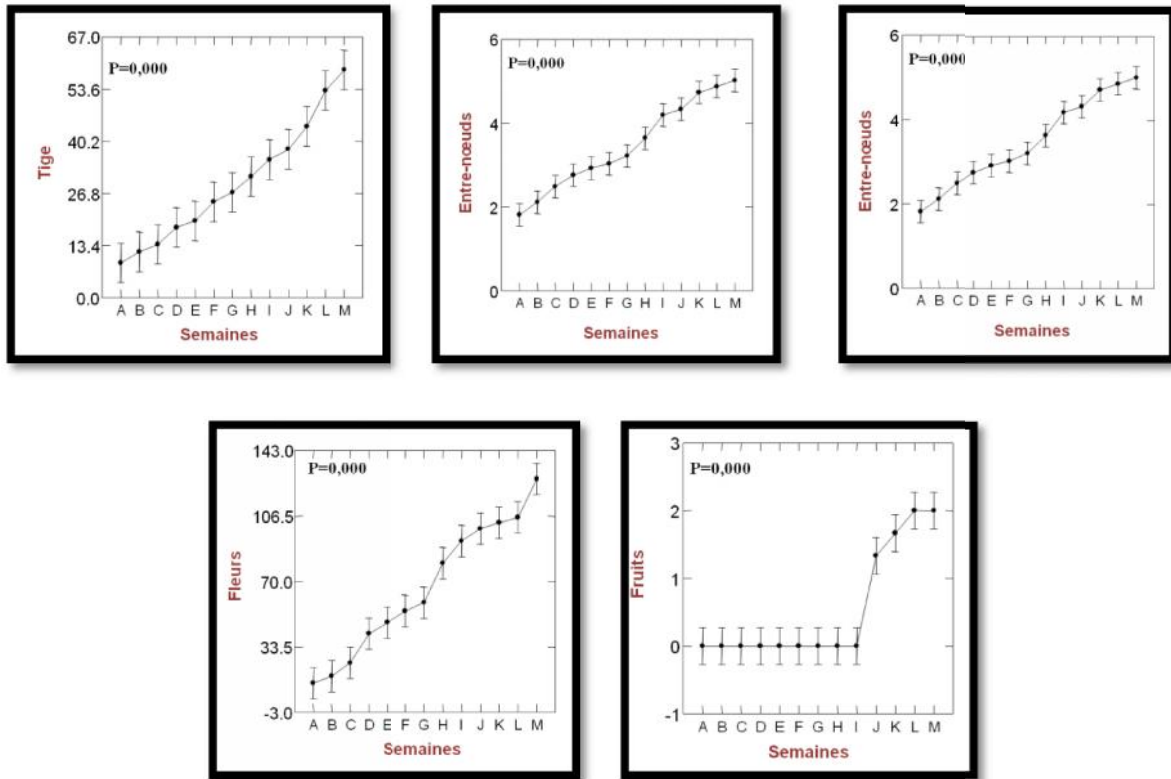 67.0
P=0,000
53.6
40.2
26.8
13.4
0.0
Tige
A B C D E F G H I J K L M
Semaines
6
P=0,000
4
2
0
Entre-nœuds
A B C D E F G H I J K L M
Semaines
6
P=0,000
4
2
0
Entre-nœuds
A B C D E F G H I J K L M
Semaines
143.0
P=0,000
106.5
70.0
33.5
-3.0
Fleurs
A B C D E F G H I J K L M
Semaines
3
P=0,000
2
1
0
-1
Fruits
A B C D E F G H I J K L M
Semaines